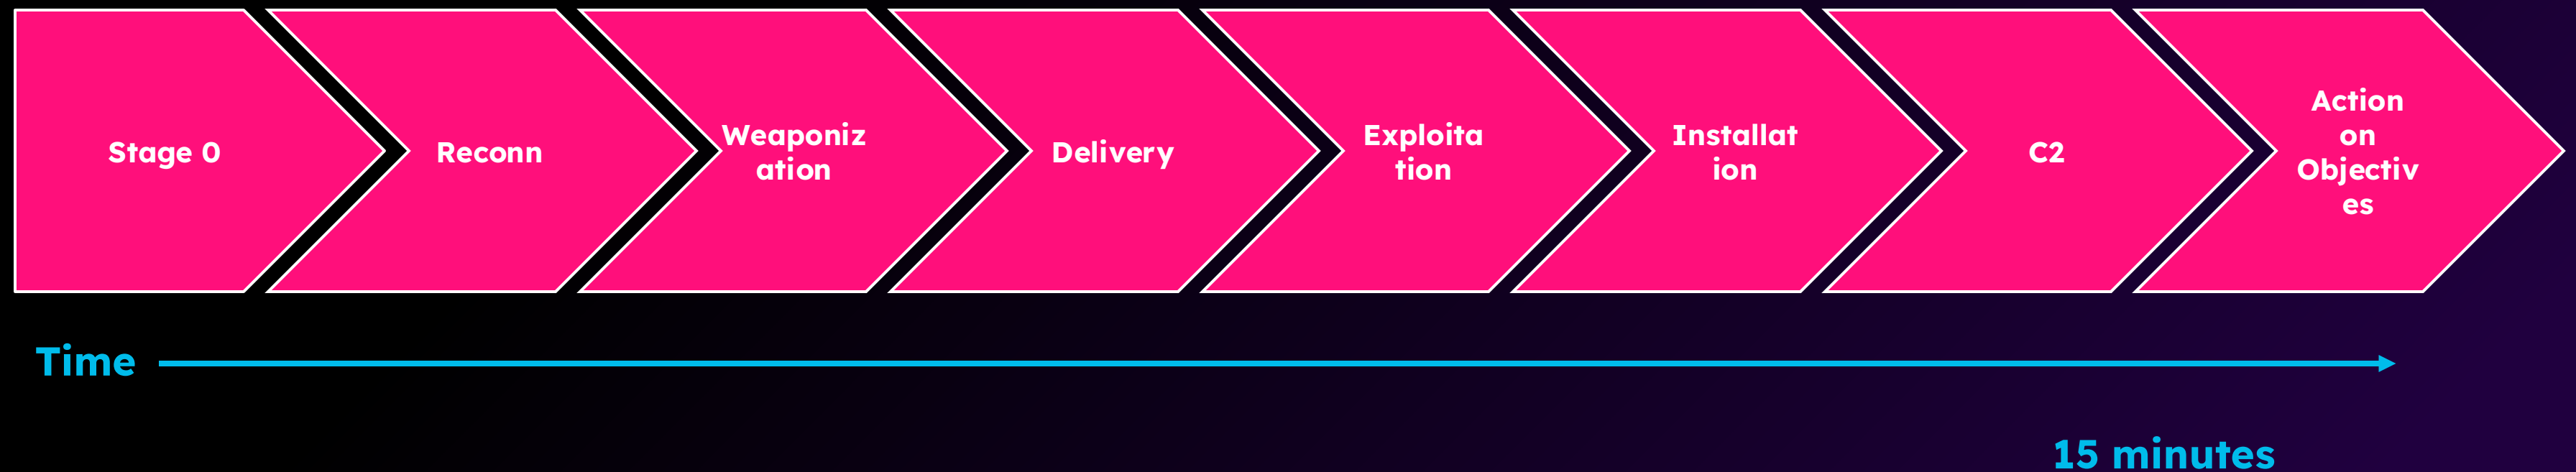 Stage 0
Reconn
Weaponiz
ation
Delivery
Exploita
tion
Installat
ion
C2
Action
on
Objectiv
es
Time
15 minutes